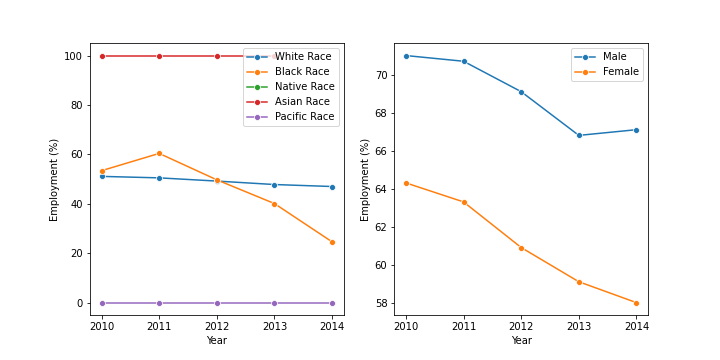 100
80
60
40
20
0
Employment (%)
2010 2011 2012 2013 2014
Year
White Race
Black Race
Native Race
Asian Race
Pacific Race
70
68
66
64
62
60
58
Employment (%)
2010 2011 2012 2013 2014
Year
Male
Female